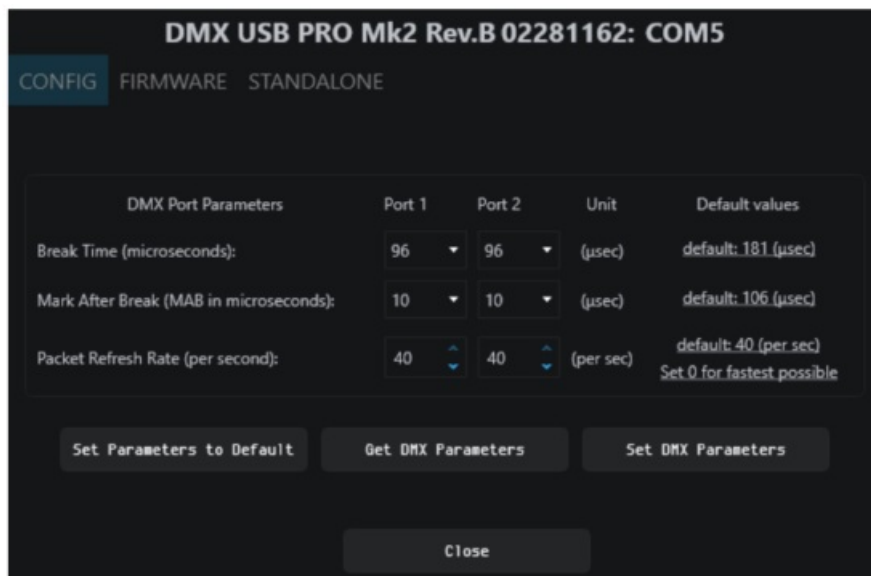 DMX USB PRO Mk2 Rev.B 02281162: COM5
CONFIG FIRMWARE STANDALONE
DMX Port Parameters Port 1 Port 2 Unit Default values
Break Time (microseconds): 96 96 (µsec) default: 181 (µsec)
Mark After Break (MAB in microseconds): 10 10 (µsec) default: 106 (µsec)
Packet Refresh Rate (per second): 40 40 (per sec) default: 40 (per sec)
Set 0 for fastest possible
Set Parameters to Default Get DMX Parameters Set DMX Parameters
Close